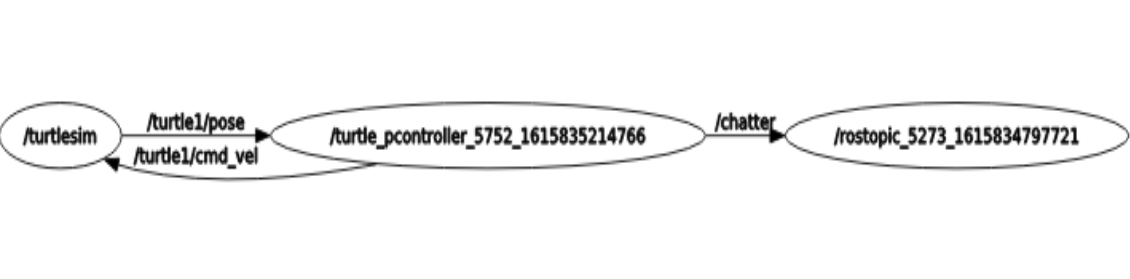 /turtlesim
/turtle1/pose
/turtle1/cmd_vel
/turtle_pcontroller_5752_1615835214766
/chatter
/rostopic_5273_1615834797721